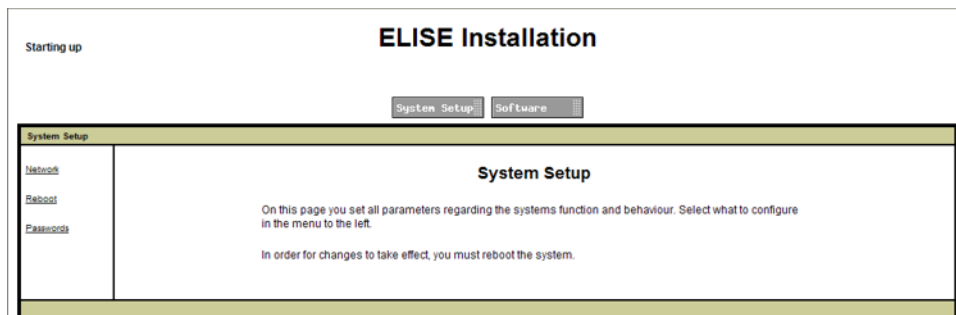 Starting up
ELISE Installation
System Setup
Software
System Setup
Network
Reboot
Passwords
System Setup
On this page you set all parameters regarding the systems function and behaviour. Select what to configure
in the menu to the left.
In order for changes to take effect, you must reboot the system.